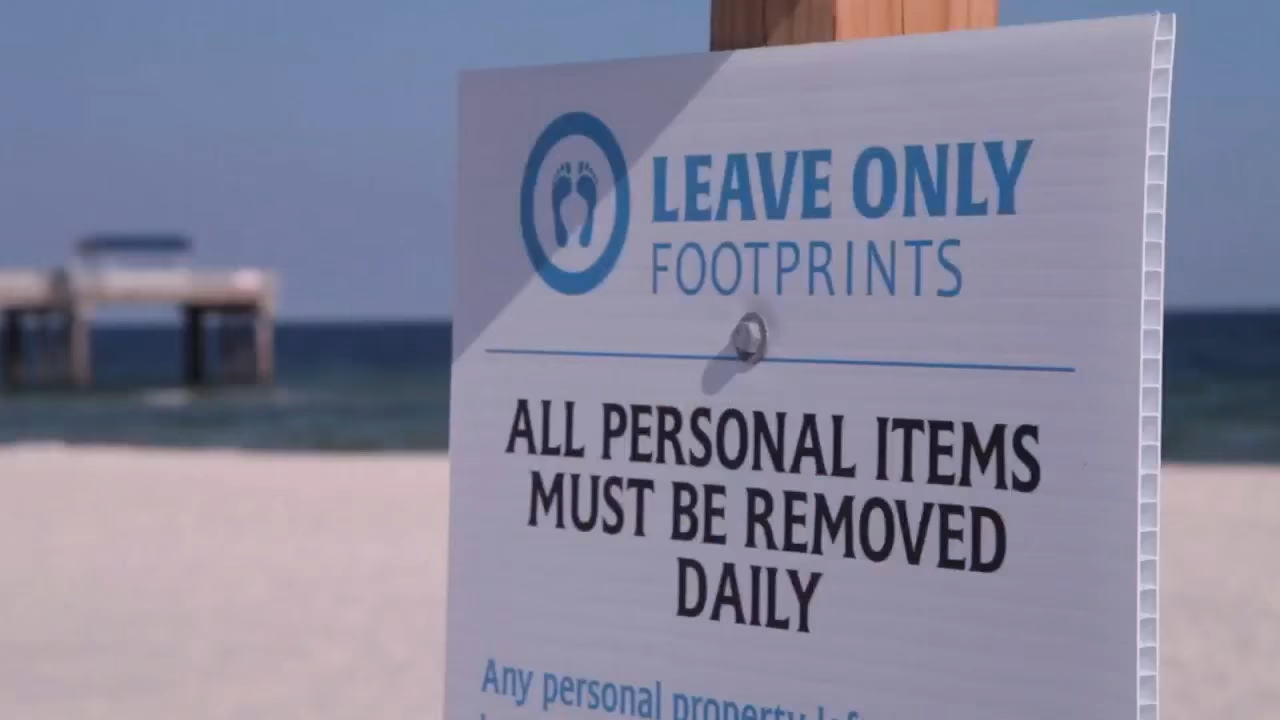 LEAVE ONLY
FOOTPRINTS
ALL PERSONAL ITEMS
MUST BE REMOVED
DAILY
Any personal property